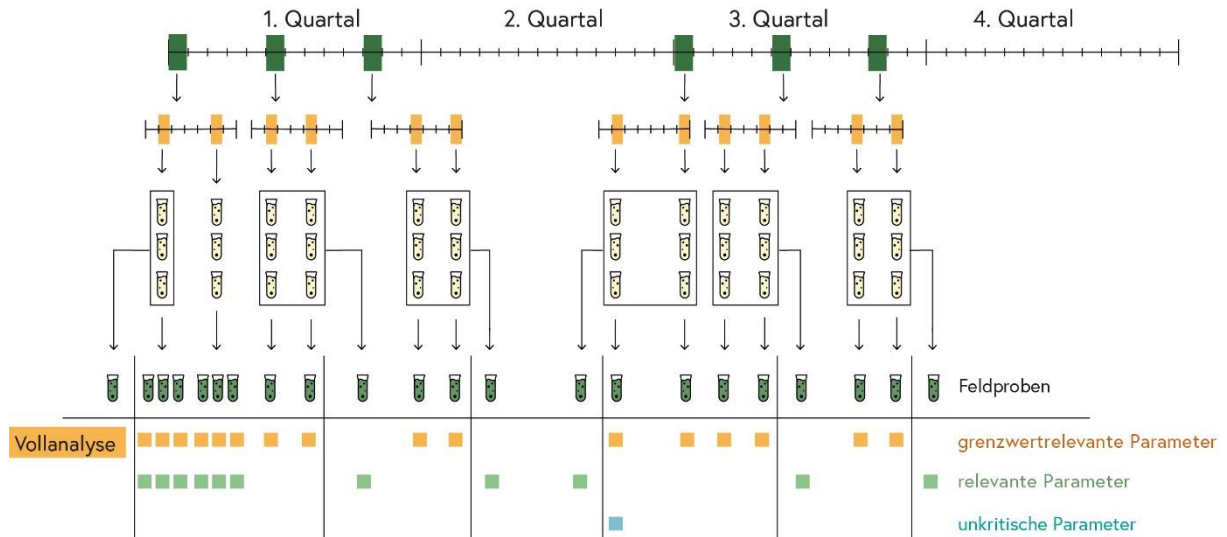 1. Quartal
2. Quartal
3. Quartal
4. Quartal
Feldproben
Vollanalyse
grenzwertrelevante Parameter
relevante Parameter
unkritische Parameter